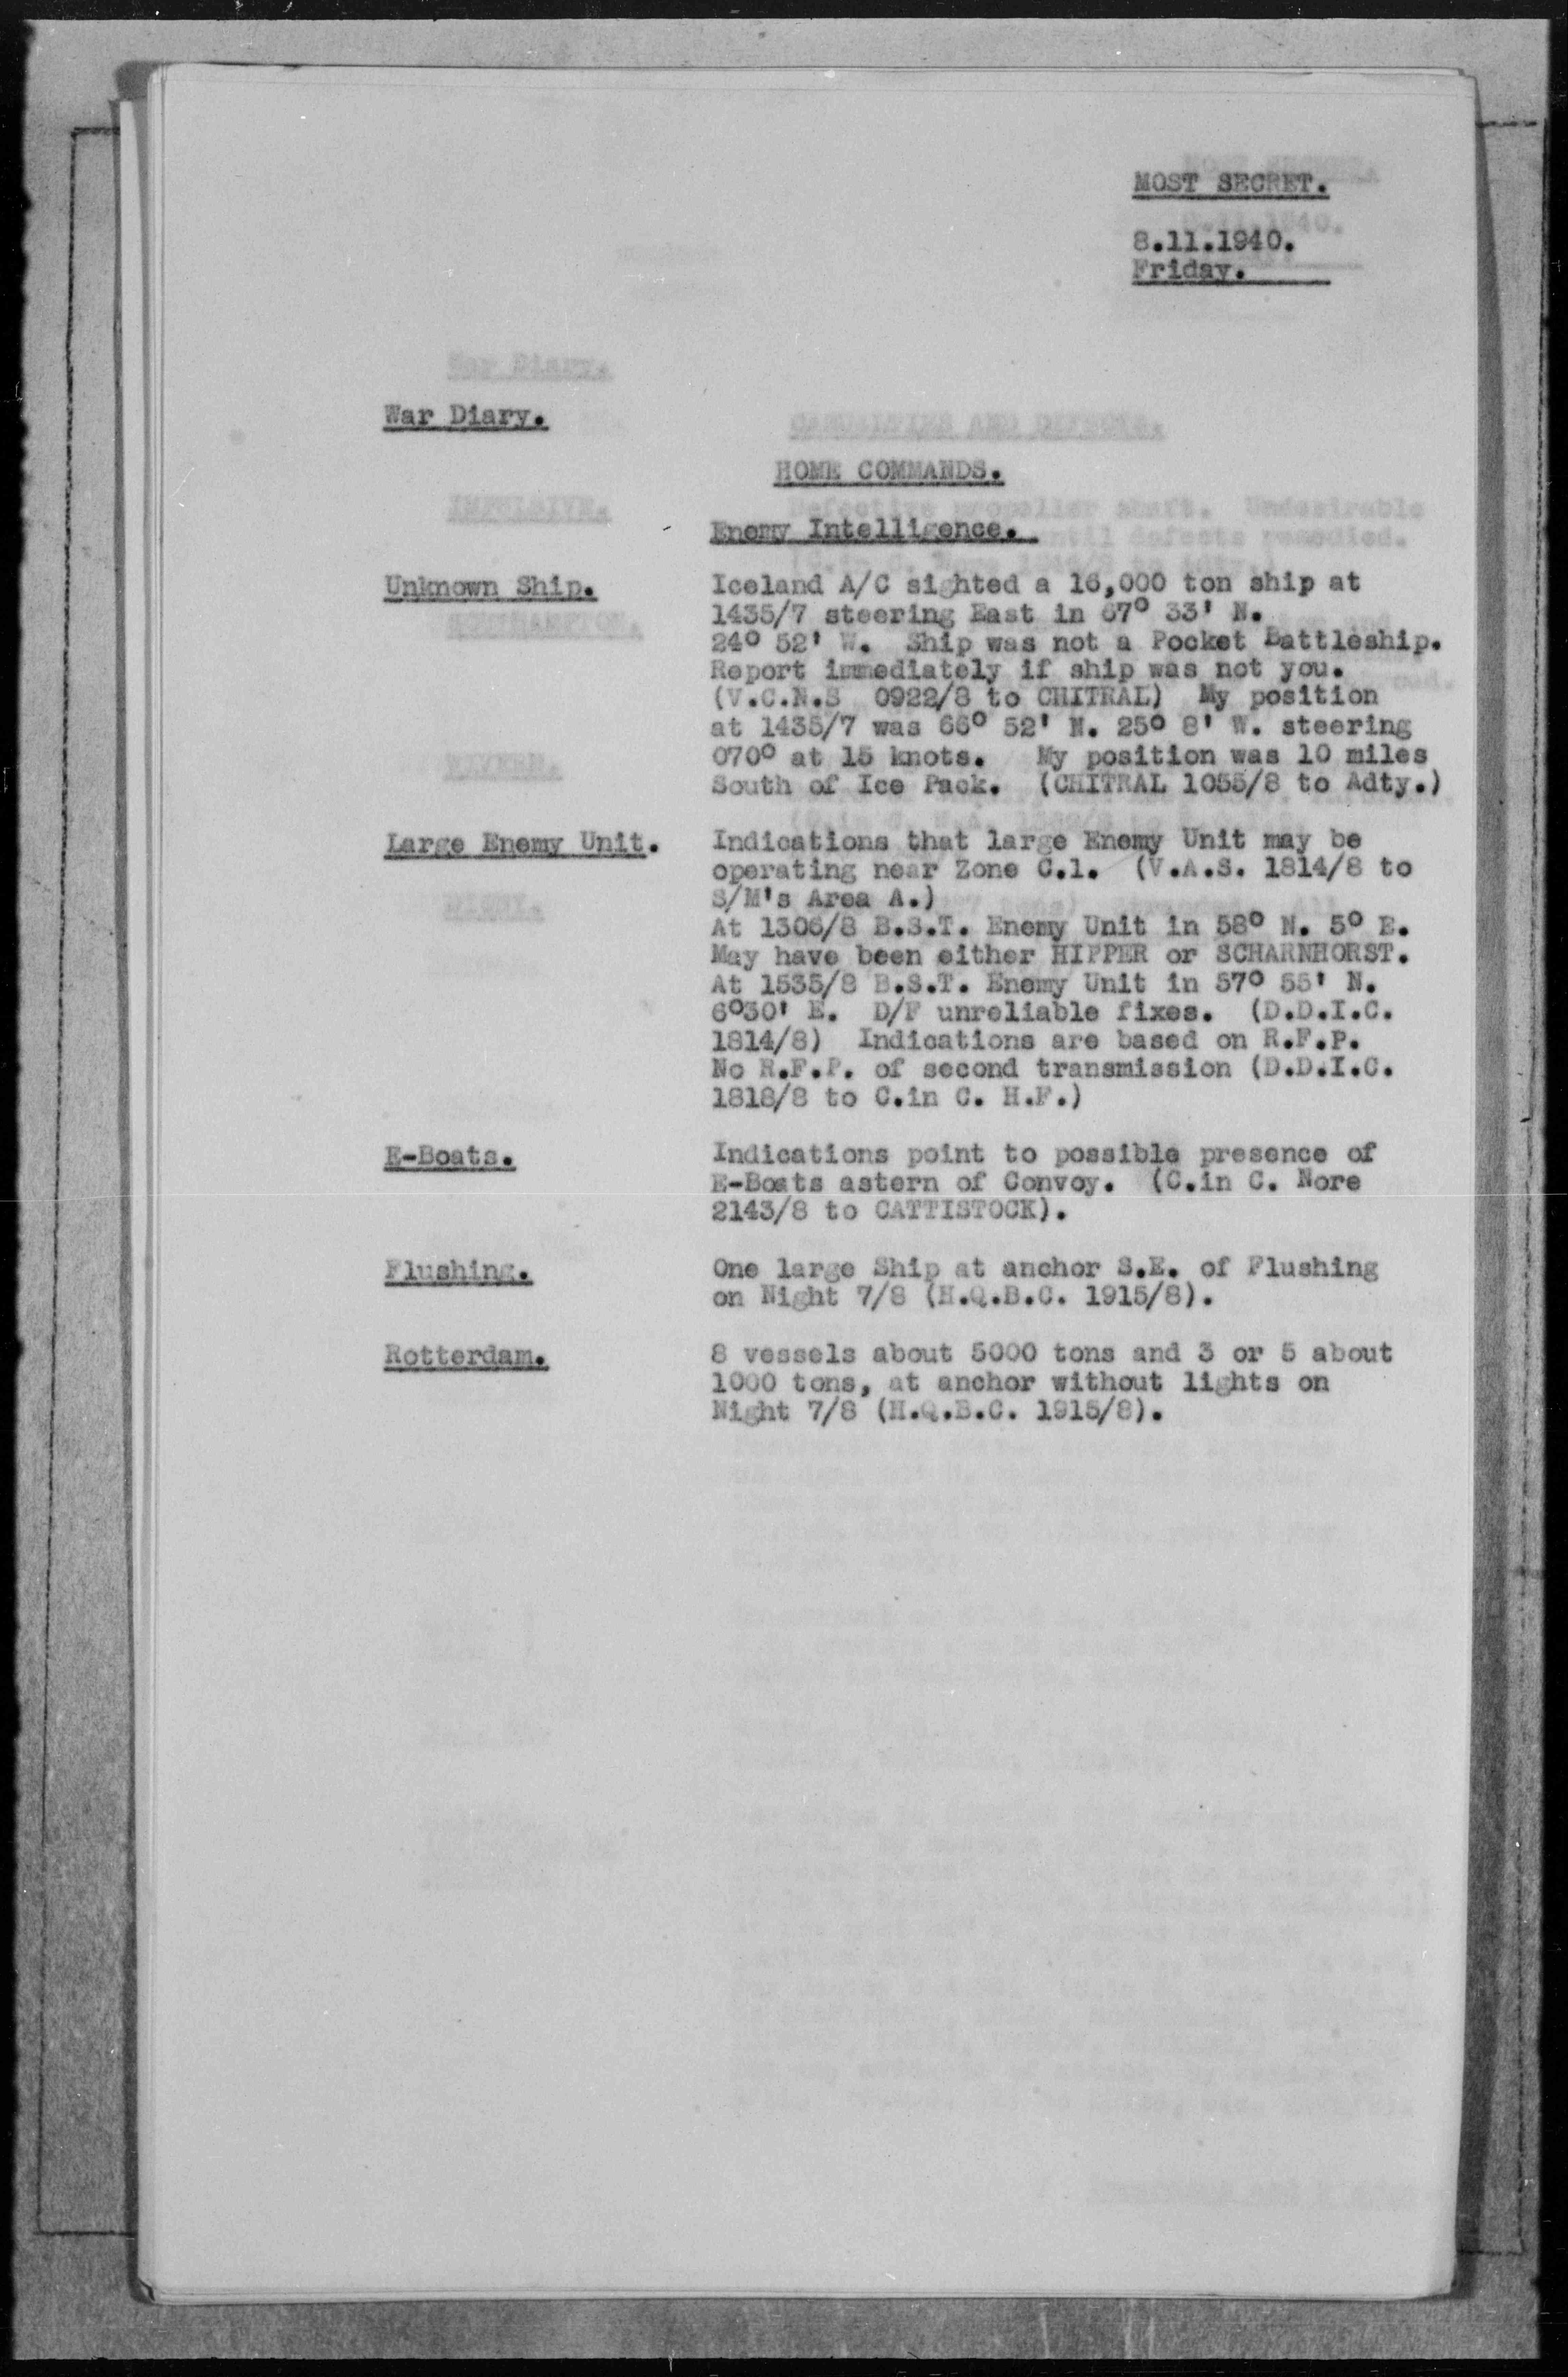 MOST SECRET.
8.11.1940.
Friday.
War Diary.
HOME COMMANDS.
Enemy Intelligence.
Unknown Ship.
Iceland A/C sighted a 16,000 ton ship at
1435/7 steering East in 67° 33' N.
24° 52' W. Ship was not a Pocket Battleship.
Report immediately if ship was not you.
(V.C.N.S 0922/8 to CHITRAL) My position
at 1435/7 was 66° 52' N. 25° 8' W. steering
070° at 15 knots. My position was 10 miles
South of Ice Pack. (CHITRAL 1055/8 to Adty.)
Large Enemy Unit.
Indications that large Enemy Unit may be
operating near Zone C.1. (V.A.S. 1814/8 to
S/M's Area A.)
At 1306/8 B.S.T. Enemy Unit in 58° N. 5° E.
May have been either HIPPER or SCHARNHORST.
At 1535/8 B.S.T. Enemy Unit in 57° 55' N.
6°30' E. D/F unreliable fixes. (D.D.I.C.
1814/8) Indications are based on R.F.P.
No R.F.P. of second transmission (D.D.I.C.
1818/8 to C.in C. H.F.)
E-Boats.
Indications point to possible presence of
E-Boats astern of Convoy. (C.in C. Nore
2143/8 to CATTISTOCK).
Flushing.
One large Ship at anchor S.E. of Flushing
on Night 7/8 (H.Q.B.C. 1915/8).
Rotterdam.
8 vessels about 5000 tons and 3 or 5 about
1000 tons, at anchor without lights on
Night 7/8 (H.Q.B.C. 1915/8).